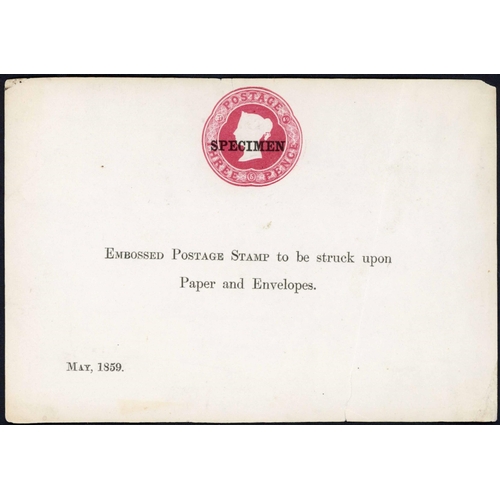 POSTAGE
SPECIMEN
THREE PENCE
EMBOSSED POSTAGE STAMP to be struck upon
Paper and Envelopes.
MAY, 1859.